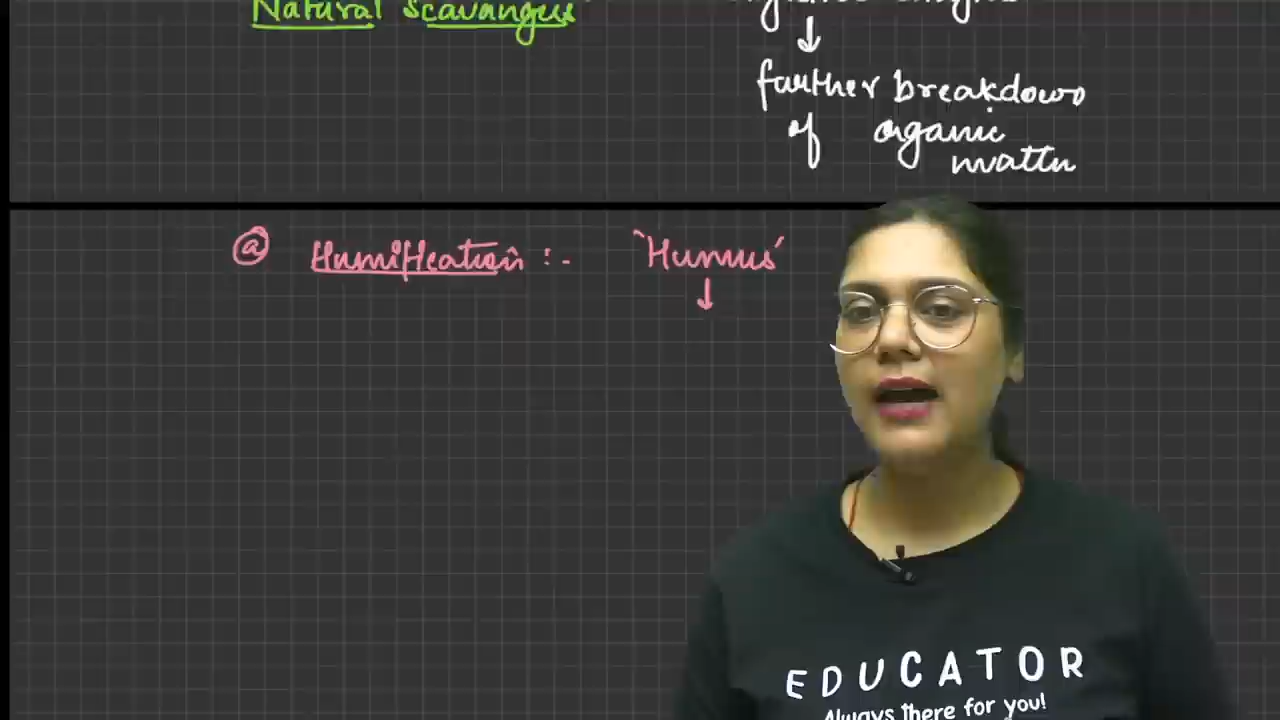 Natural scavangers
↓
further breakdown
of organic
matter
@ Humification :- 'Humus'
↓
EDUCATOR
Always there for you!